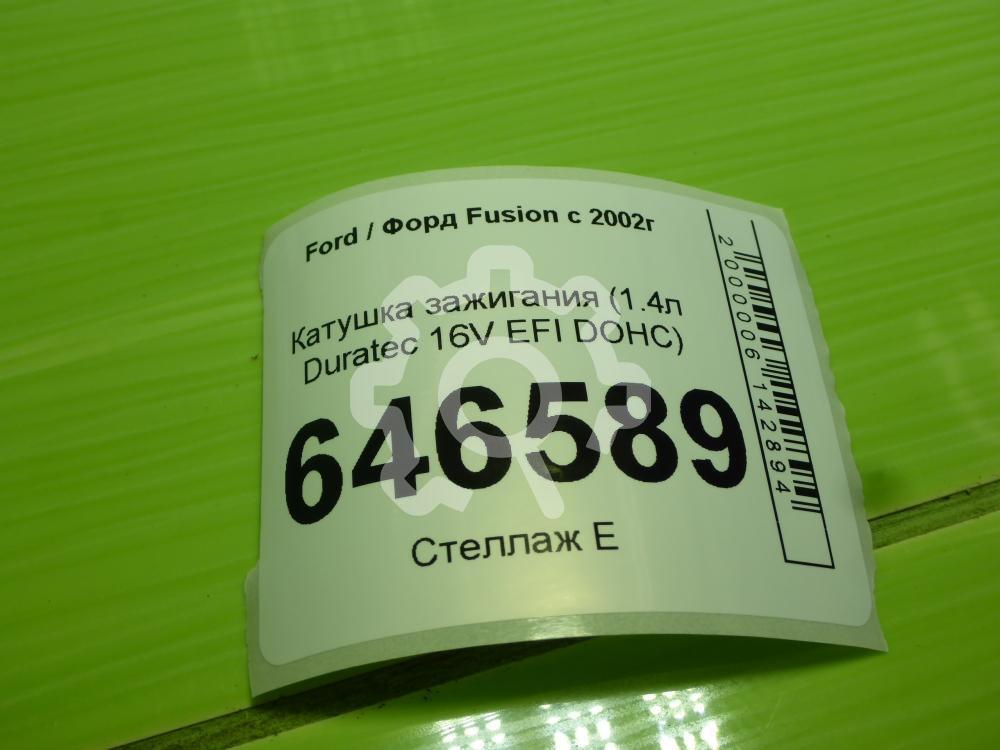 Ford / Форд Fusion с 2002г
Катушка зажигания (1.4л
Duratec 16V EFI DOHC)
646589
Стеллаж Е
2000006142894